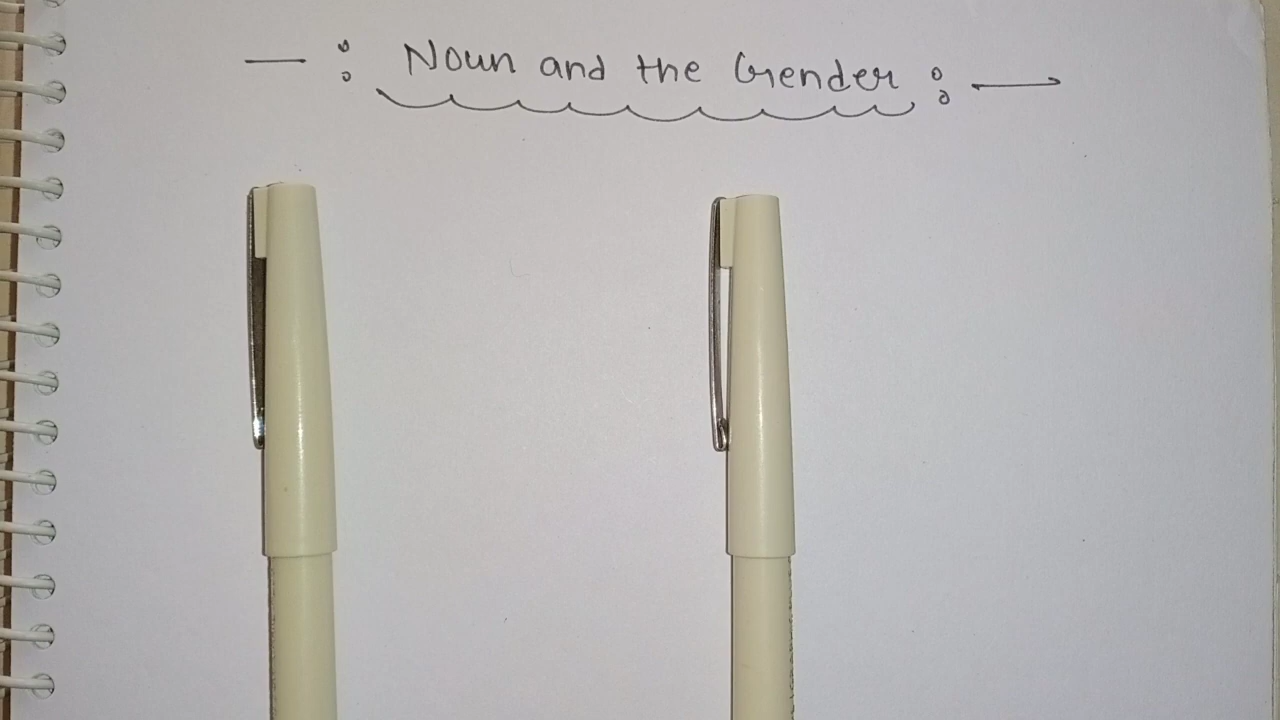 — : Noun and the Gender : →